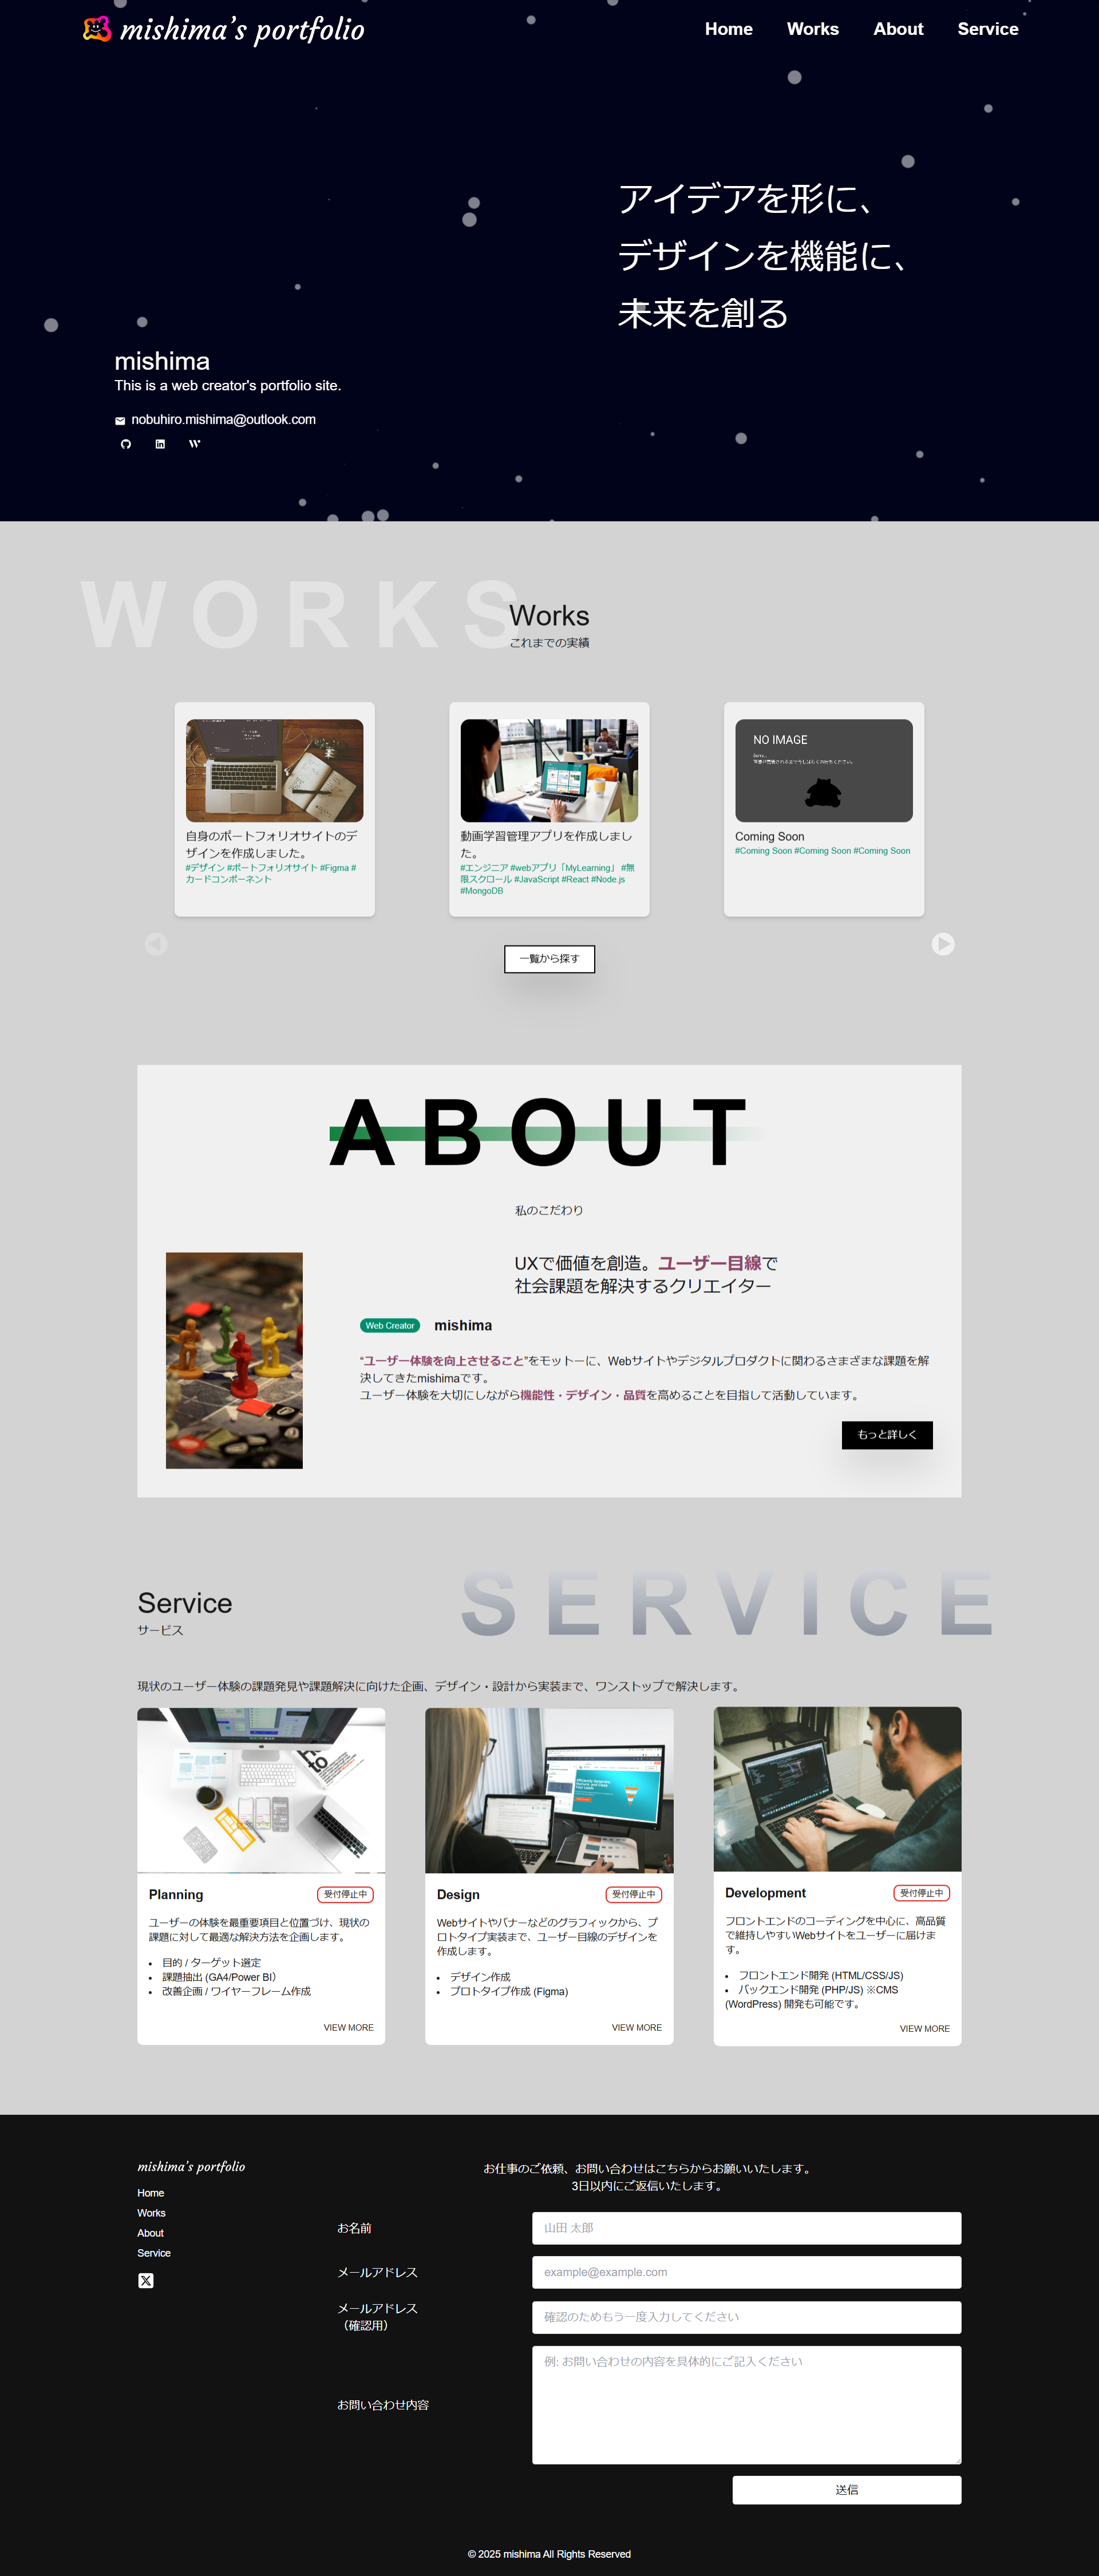 mishima's portfolio
Home Works About Service
アイデアを形に、
デザインを機能に、
未来を創る
mishima
This is a web creator's portfolio site.
nobuhiro.mishima@outlook.com
WORKS
Works
これまでの実績
自身のポートフォリオサイトのデ
ザインを作成しました。
#デザイン #ポートフォリオサイト #Figma #
カードコンポーネント
動画学習管理アプリを作成しまし
た。
#エンジニア #webアプリ「MyLearning」 #無
限スクロール #JavaScript #React #Node.js
#MongoDB
NO IMAGE
Coming Soon
#Coming Soon #Coming Soon #Coming Soon
一覧から探す
ABOUT
私のこだわり
UXで価値を創造。ユーザー目線で
社会課題を解決するクリエイター
Web Creator mishima
“ユーザー体験を向上させること”をモットーに、Webサイトやデジタルプロダクトに関わるさまざまな課題を解
決してきたmishimaです。
ユーザー体験を大切にしながら機能性・デザイン・品質を高めることを目指して活動しています。
もっと詳しく
Service
サービス
SERVICE
現状のユーザー体験の課題発見や課題解決に向けた企画、デザイン・設計から実装まで、ワンストップで解決します。
Planning 受付停止中
ユーザーの体験を最重要項目と位置づけ、現状の
課題に対して最適な解決方法を企画します。
• 目的 / ターゲット選定
• 課題抽出 (GA4/Power BI）
• 改善企画 / ワイヤーフレーム作成
VIEW MORE
Design 受付停止中
Webサイトやバナーなどのグラフィックから、プ
ロトタイプ実装まで、ユーザー目線のデザインを
作成します。
• デザイン作成
• プロトタイプ作成 (Figma)
VIEW MORE
Development 受付停止中
フロントエンドのコーディングを中心に、高品質
で維持しやすいWebサイトをユーザーに届けま
す。
• フロントエンド開発 (HTML/CSS/JS)
• バックエンド開発 (PHP/JS) ※CMS
(WordPress) 開発も可能です。
VIEW MORE
mishima's portfolio
Home
Works
About
Service
お仕事のご依頼、お問い合わせはこちらからお願いいたします。
3日以内にご返信いたします。
お名前
山田 太郎
メールアドレス
example@example.com
メールアドレス
（確認用）
確認のためもう一度入力してください
お問い合わせ内容
例: お問い合わせの内容を具体的にご記入ください
送信
© 2025 mishima All Rights Reserved